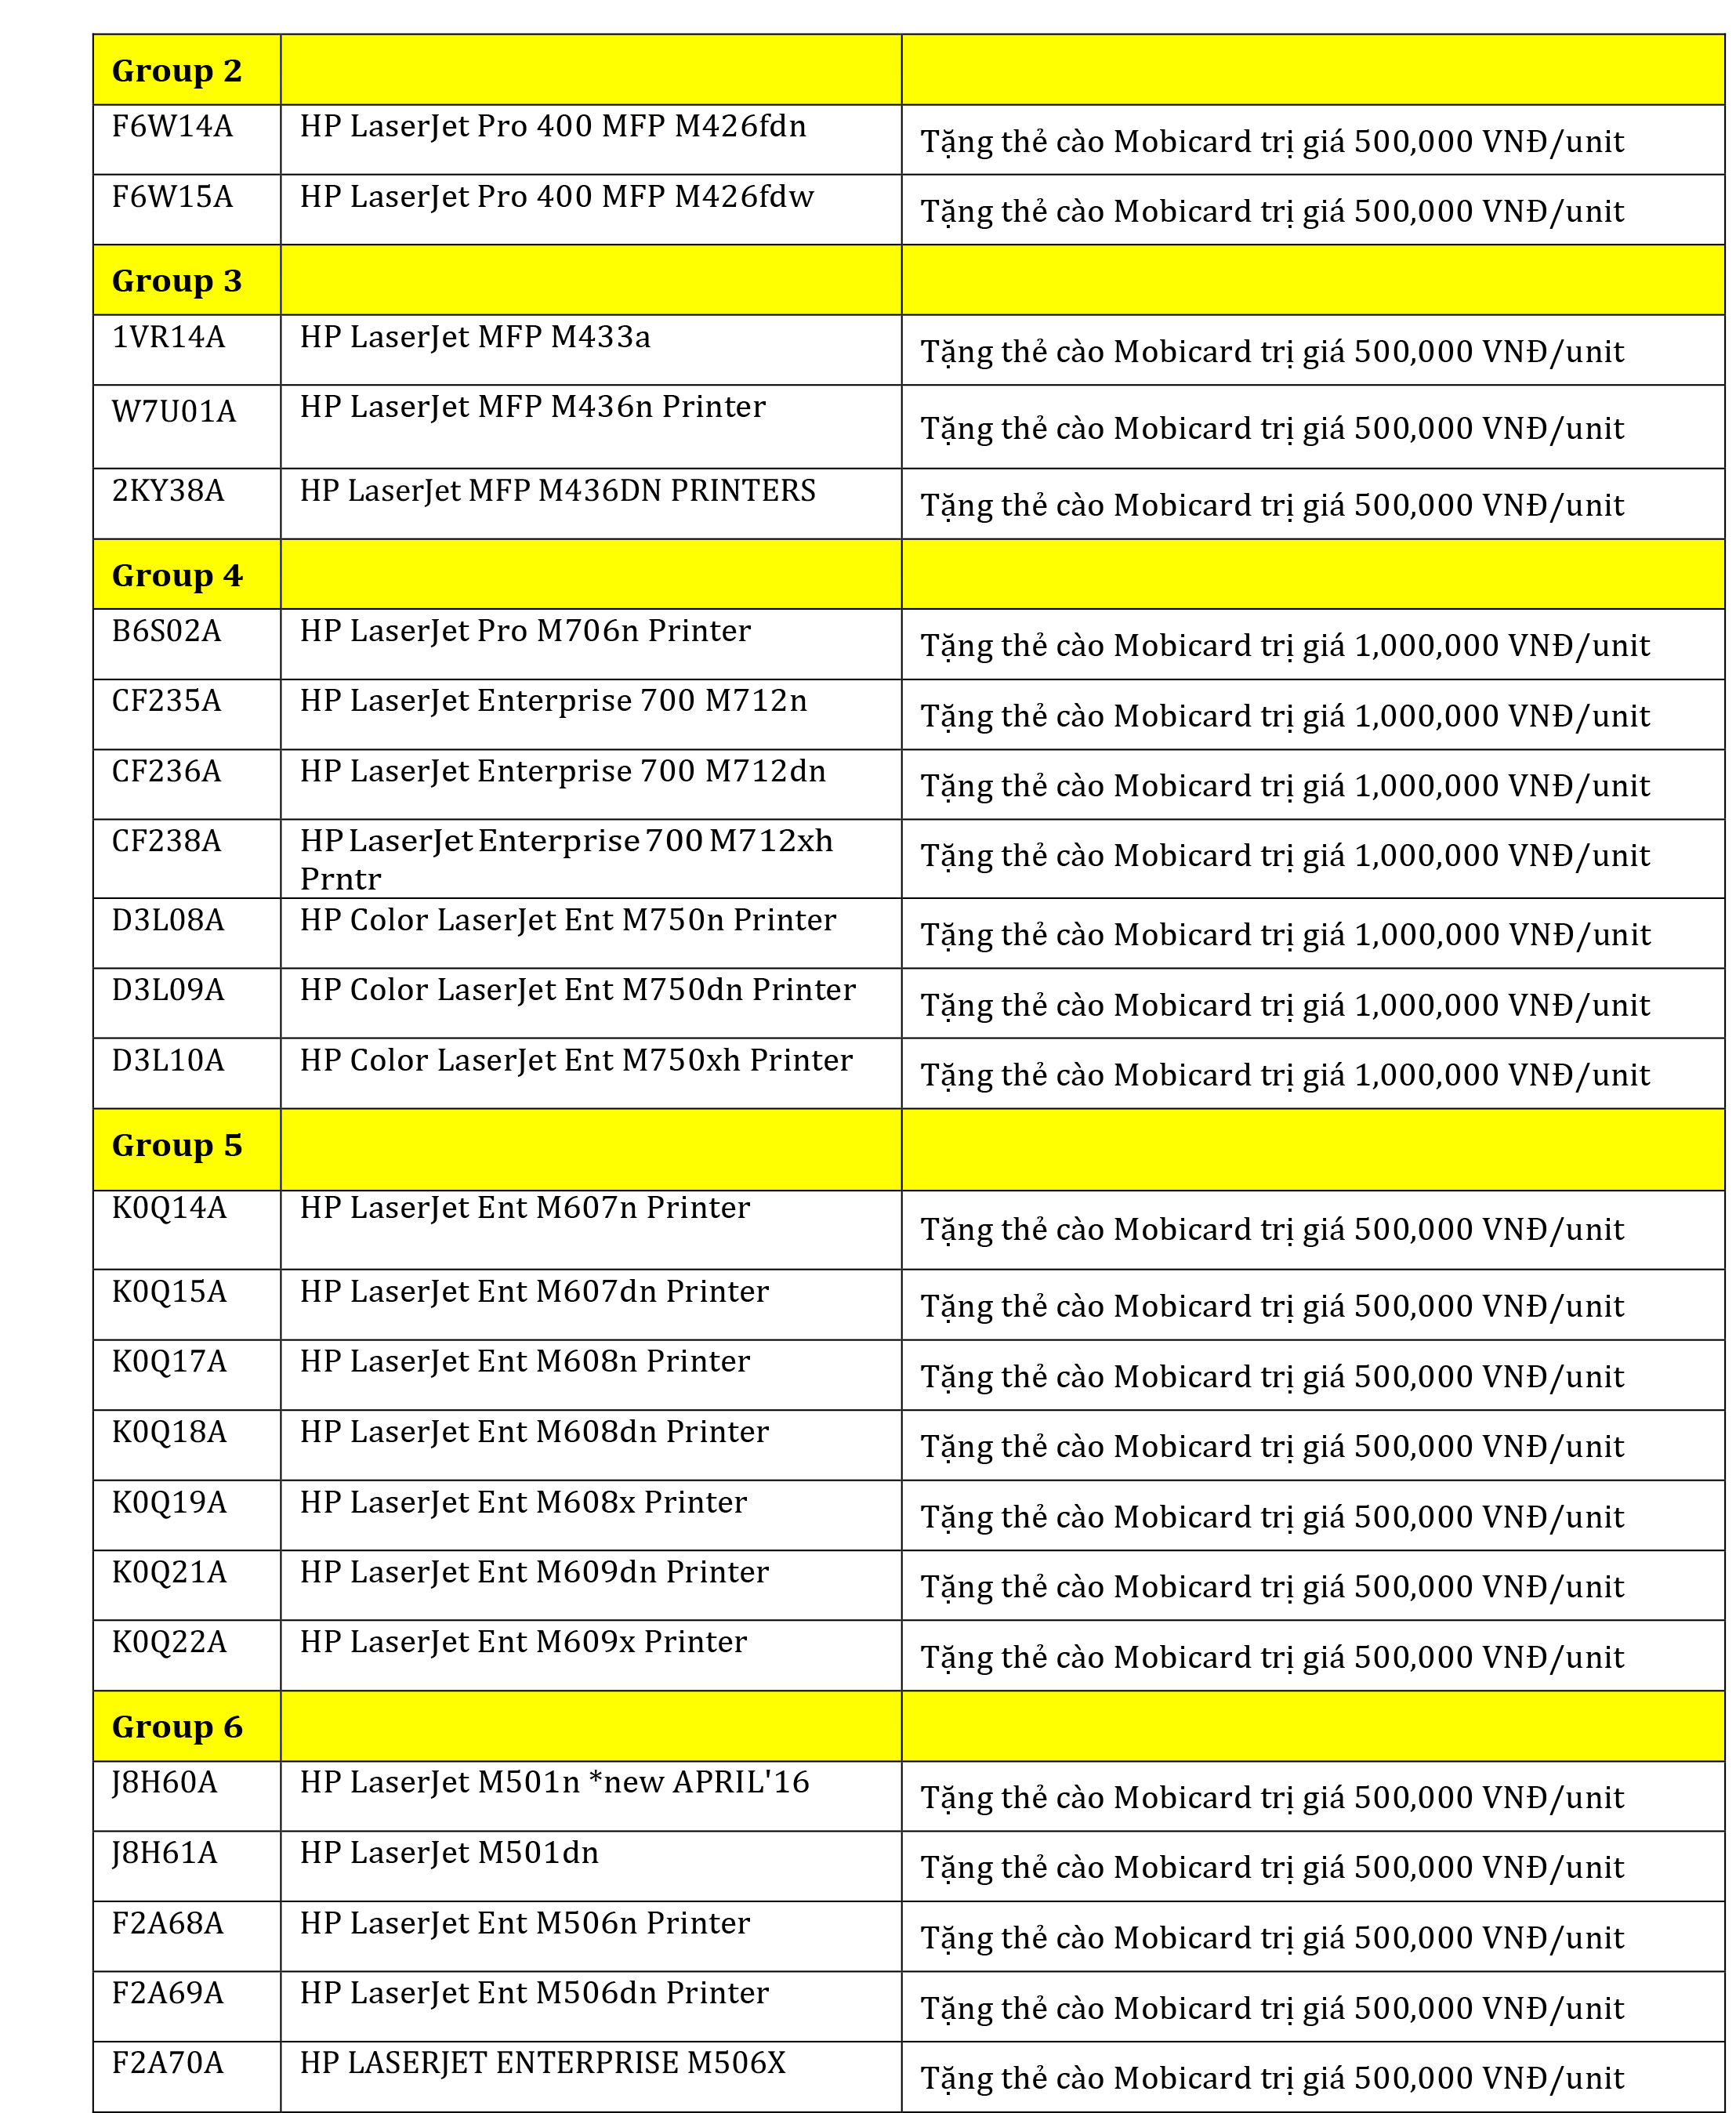 Group 2
F6W14A HP LaserJet Pro 400 MFP M426fdn Tặng thẻ cào Mobicard trị giá 500,000 VNĐ/unit
F6W15A HP LaserJet Pro 400 MFP M426fdw Tặng thẻ cào Mobicard trị giá 500,000 VNĐ/unit
Group 3
1VR14A HP LaserJet MFP M433a Tặng thẻ cào Mobicard trị giá 500,000 VNĐ/unit
W7U01A HP LaserJet MFP M436n Printer Tặng thẻ cào Mobicard trị giá 500,000 VNĐ/unit
2KY38A HP LaserJet MFP M436DN PRINTERS Tặng thẻ cào Mobicard trị giá 500,000 VNĐ/unit
Group 4
B6S02A HP LaserJet Pro M706n Printer Tặng thẻ cào Mobicard trị giá 1,000,000 VNĐ/unit
CF235A HP LaserJet Enterprise 700 M712n Tặng thẻ cào Mobicard trị giá 1,000,000 VNĐ/unit
CF236A HP LaserJet Enterprise 700 M712dn Tặng thẻ cào Mobicard trị giá 1,000,000 VNĐ/unit
CF238A HP LaserJet Enterprise 700 M712xh Tặng thẻ cào Mobicard trị giá 1,000,000 VNĐ/unit
Prntr
D3L08A HP Color LaserJet Ent M750n Printer Tặng thẻ cào Mobicard trị giá 1,000,000 VNĐ/unit
D3L09A HP Color LaserJet Ent M750dn Printer Tặng thẻ cào Mobicard trị giá 1,000,000 VNĐ/unit
D3L10A HP Color LaserJet Ent M750xh Printer Tặng thẻ cào Mobicard trị giá 1,000,000 VNĐ/unit
Group 5
K0Q14A HP LaserJet Ent M607n Printer Tặng thẻ cào Mobicard trị giá 500,000 VNĐ/unit
K0Q15A HP LaserJet Ent M607dn Printer Tặng thẻ cào Mobicard trị giá 500,000 VNĐ/unit
K0Q17A HP LaserJet Ent M608n Printer Tặng thẻ cào Mobicard trị giá 500,000 VNĐ/unit
K0Q18A HP LaserJet Ent M608dn Printer Tặng thẻ cào Mobicard trị giá 500,000 VNĐ/unit
K0Q19A HP LaserJet Ent M608x Printer Tặng thẻ cào Mobicard trị giá 500,000 VNĐ/unit
K0Q21A HP LaserJet Ent M609dn Printer Tặng thẻ cào Mobicard trị giá 500,000 VNĐ/unit
K0Q22A HP LaserJet Ent M609x Printer Tặng thẻ cào Mobicard trị giá 500,000 VNĐ/unit
Group 6
J8H60A HP LaserJet M501n *new APRIL'16 Tặng thẻ cào Mobicard trị giá 500,000 VNĐ/unit
J8H61A HP LaserJet M501dn Tặng thẻ cào Mobicard trị giá 500,000 VNĐ/unit
F2A68A HP LaserJet Ent M506n Printer Tặng thẻ cào Mobicard trị giá 500,000 VNĐ/unit
F2A69A HP LaserJet Ent M506dn Printer Tặng thẻ cào Mobicard trị giá 500,000 VNĐ/unit
F2A70A HP LASERJET ENTERPRISE M506X Tặng thẻ cào Mobicard trị giá 500,000 VNĐ/unit